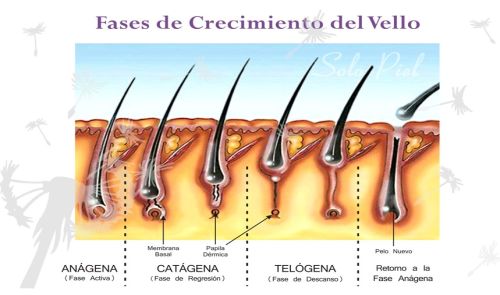 Fases de Crecimiento del Vello
Solo Piel
Membrana
Basal
Papila
Dérmica
Pelo Nuevo
ANÁGENA
( Fase Activa )
CATÁGENA
( Fase de Regresión )
TELÓGENA
( Fase de Descanso )
Retorno a la
Fase Anágena